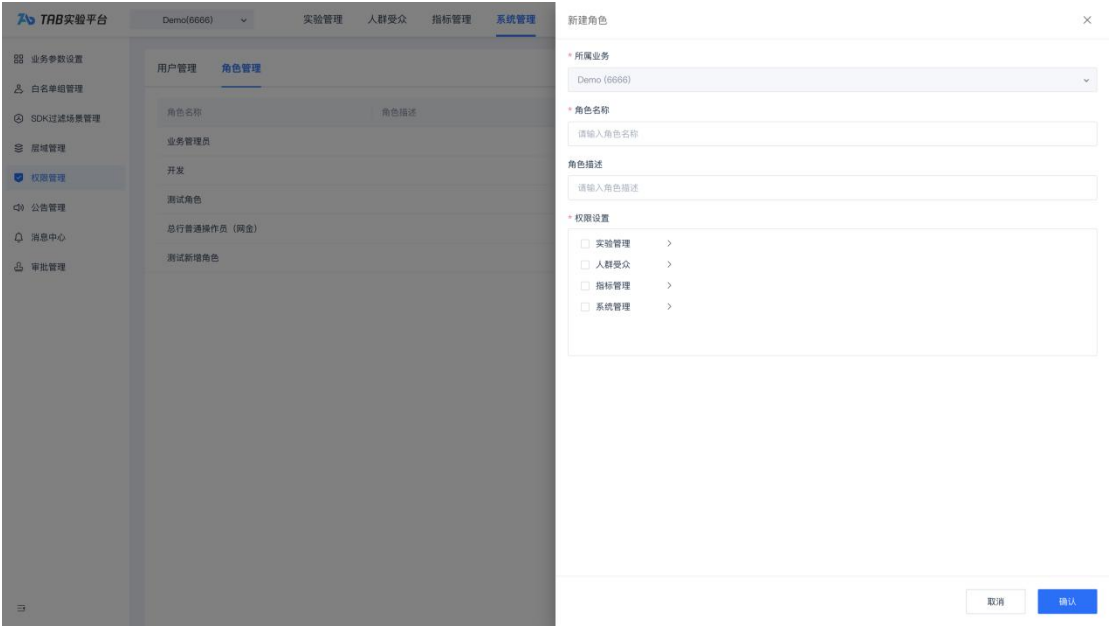 TAB实验平台
Demo(6666)
实验管理
人群受众
指标管理
系统管理
业务参数设置
白名单组管理
SDK过滤场景管理
层域管理
权限管理
公告管理
消息中心
审批管理
用户管理
角色管理
角色名称
角色描述
业务管理员
开发
测试角色
总行普通操作员（网金）
测试新增角色
新建角色
* 所属业务
Demo (6666)
* 角色名称
请输入角色名称
角色描述
请输入角色描述
* 权限设置
实验管理
人群受众
指标管理
系统管理
取消
确认